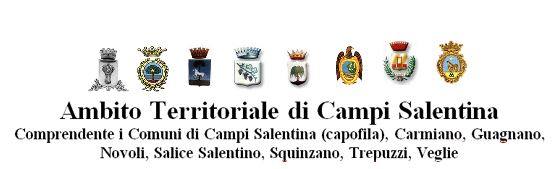 Ambito Territoriale di Campi Salentina
Comprendente i Comuni di Campi Salentina (capofila), Carmiano, Guagnano,
Novoli, Salice Salentino, Squinzano, Trepuzzi, Veglie